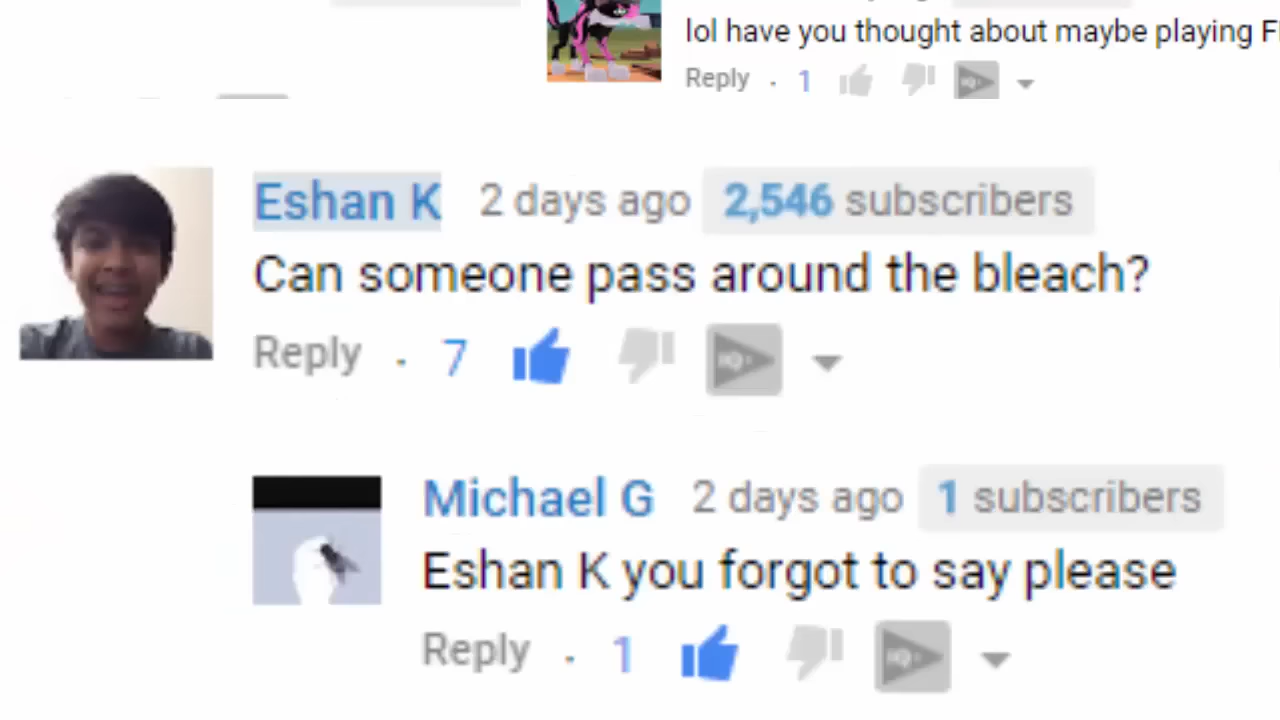 lol have you thought about maybe playing
Reply · 1
Eshan K 2 days ago 2,546 subscribers
Can someone pass around the bleach?
Reply · 7
Michael G 2 days ago 1 subscribers
Eshan K you forgot to say please
Reply · 1